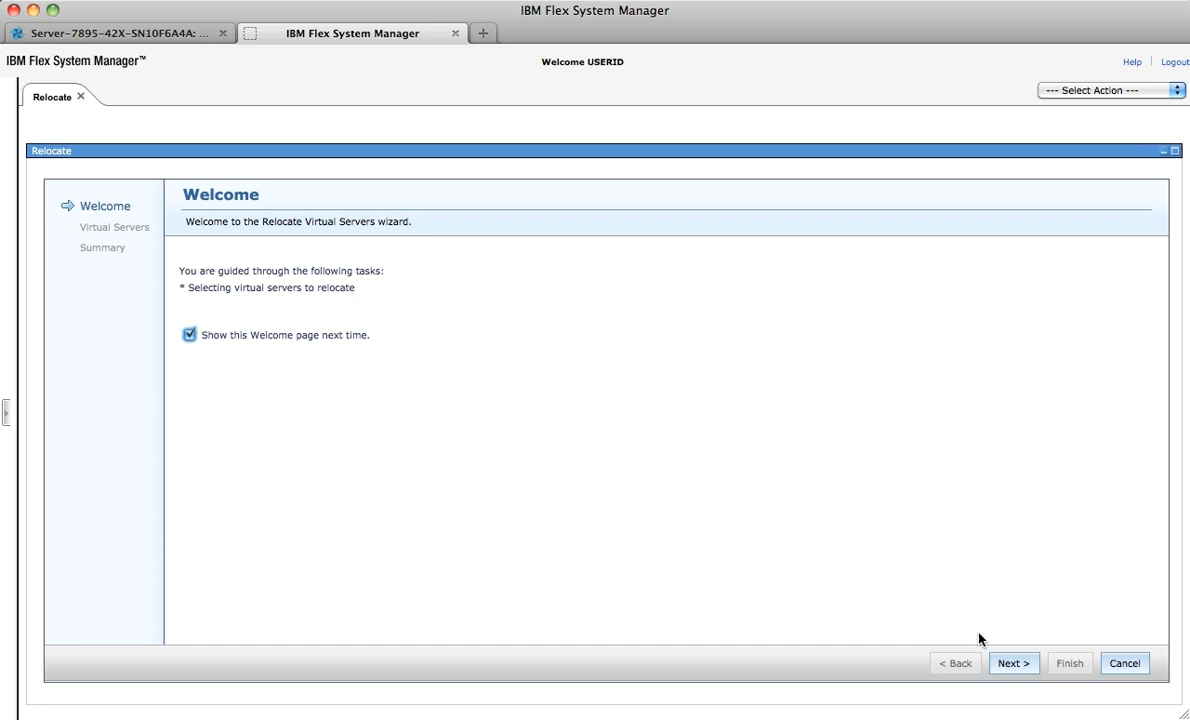 IBM Flex System Manager
Server-7895-42X-SN10F6A4A: ...
IBM Flex System Manager
IBM Flex System Manager™
Welcome USERID
Help
Logout
Relocate
--- Select Action ---
Relocate
Welcome
Virtual Servers
Summary
Welcome
Welcome to the Relocate Virtual Servers wizard.
You are guided through the following tasks:
* Selecting virtual servers to relocate
Show this Welcome page next time.
< Back
Next >
Finish
Cancel